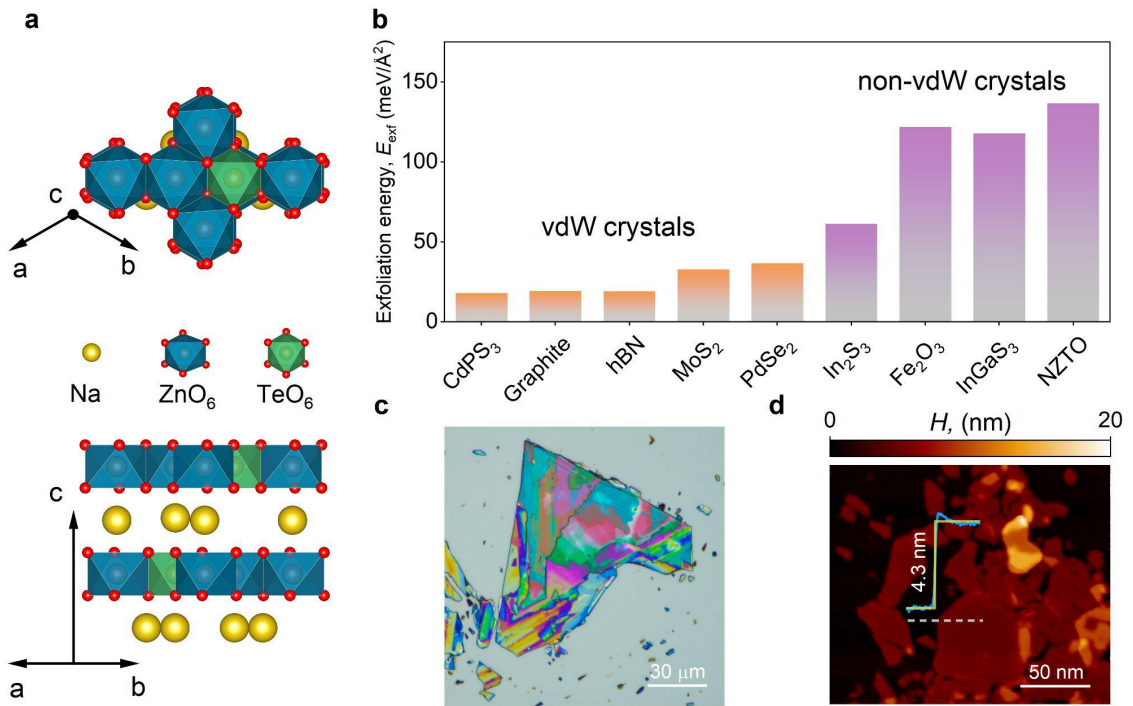 a
c
a
b
Na
ZnO₆
TeO₆
c
a
b
b
Exfoliation energy, E_exf (meV/Å²)
150
100
50
0
vdW crystals
non-vdW crystals
CdPS₃
Graphite
hBN
MoS₂
PdSe₂
In₂S₃
Fe₂O₃
InGaS₃
NZTO
c
30 μm
d
0
H, (nm)
20
4.3 nm
50 nm